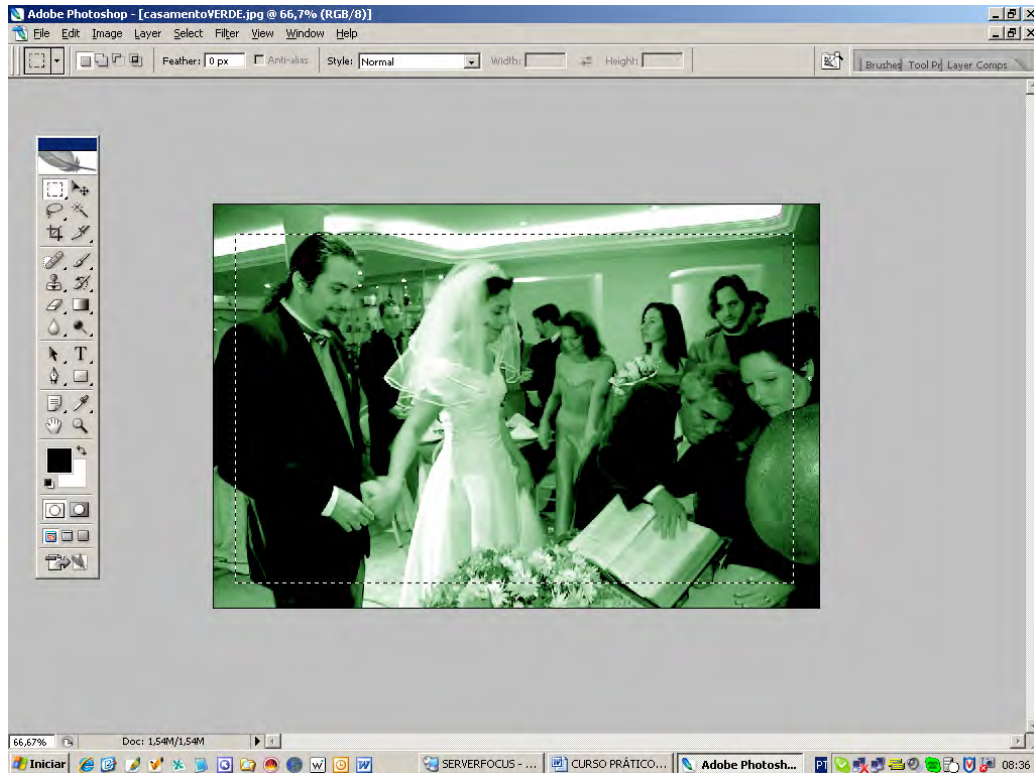 Adobe Photoshop - [casamentoVERDE.jpg @ 66,7% (RGB/8)]
File Edit Image Layer Select Filter View Window Help
Feather: 0 px Anti-alias Style: Normal Width: Height: Brushes Tool Pr Layer Comps
T
66,67% Doc: 1,54M/1,54M
Iniciar SERVERFOCUS - ... CURSO PRÁTICO... Adobe Photosh... PT 08:36